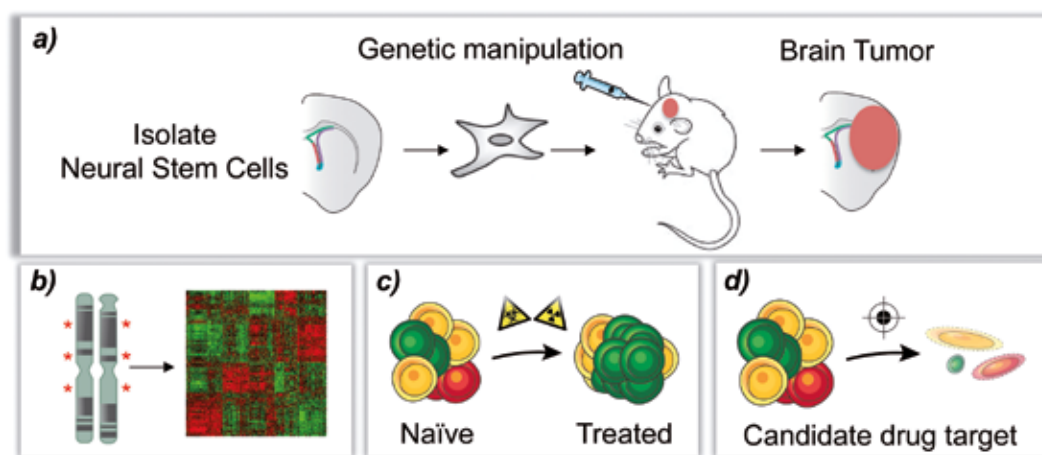 a)
Genetic manipulation
Brain Tumor
Isolate
Neural Stem Cells
b)
c)
Naïve
Treated
d)
Candidate drug target